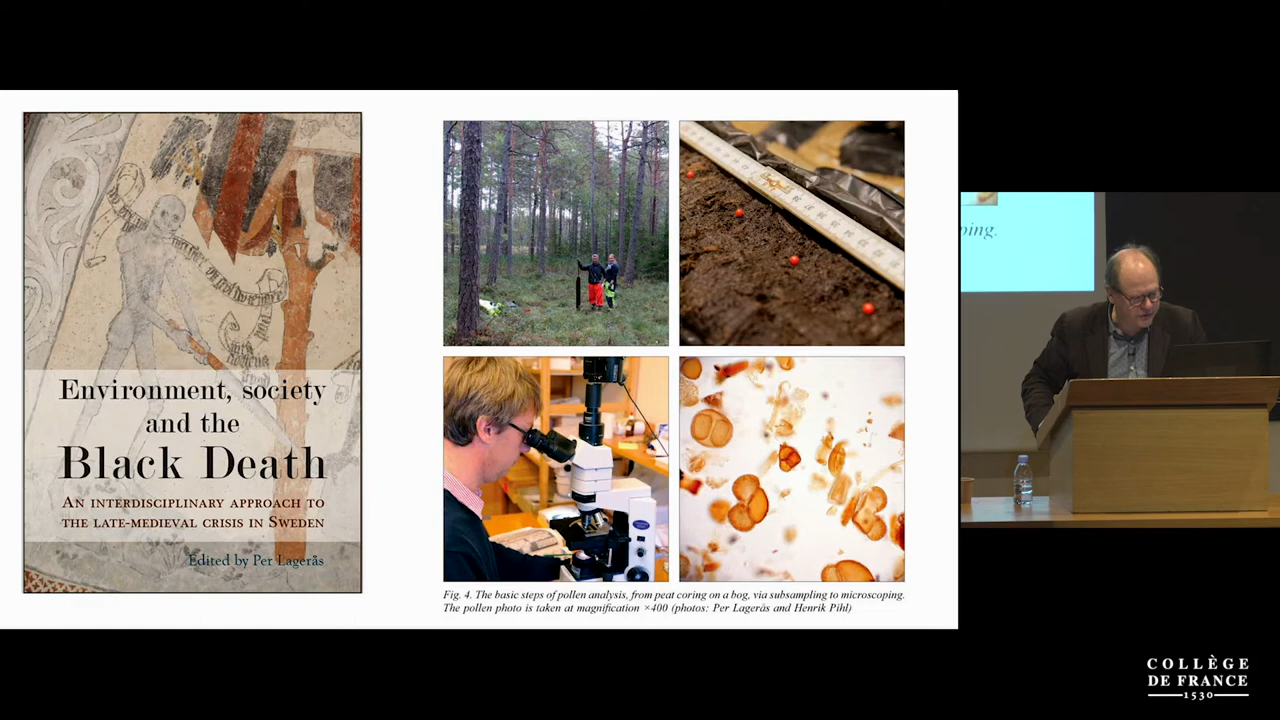 Environment, society
and the
Black Death
An interdisciplinary approach to
the late-medieval crisis in Sweden
Edited by Per Lagerås
Fig. 4. The basic steps of pollen analysis, from peat coring on a bog, via subsampling to microscoping.
The pollen photo is taken at magnification ×400 (photos: Per Lagerås and Henrik Pihl)
ping.
COLLÈGE
DE FRANCE
1530